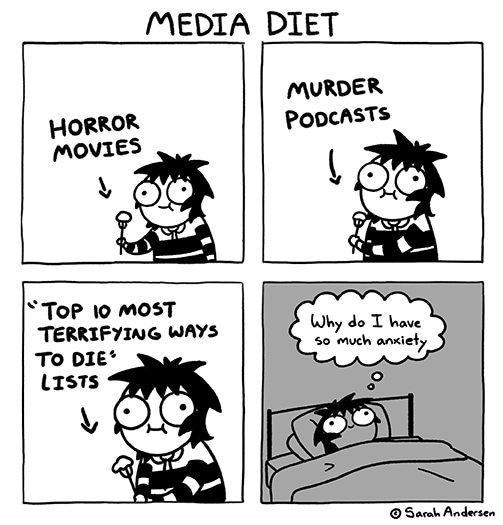 MEDIA DIET
HORROR
MOVIES
MURDER
PODCASTS
"TOP 10 MOST
TERRIFYING WAYS
TO DIE"
LISTS
Why do I have
so much anxiety
© Sarah Andersen